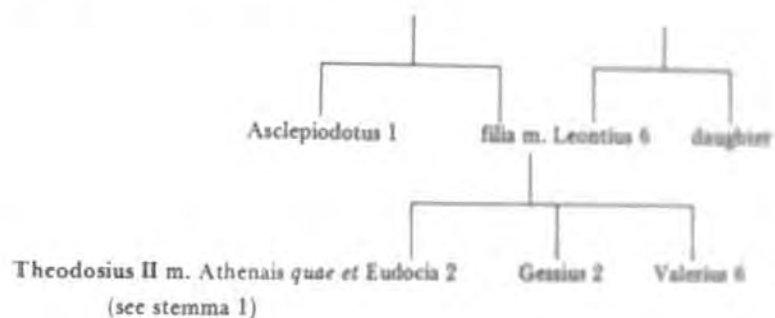 Asclepiodotus 1 filia m. Leontius 6 daughter
Theodosius II m. Athenais quae et Eudocia 2 Gessius 2 Valerius 6
(see stemma 1)